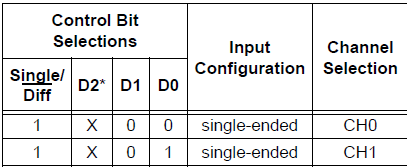 Control Bit
Selections
Input
Configuration
Channel
Selection
Single/
Diff
D2*
D1
D0
1 X 0 0 single-ended CH0
1 X 0 1 single-ended CH1